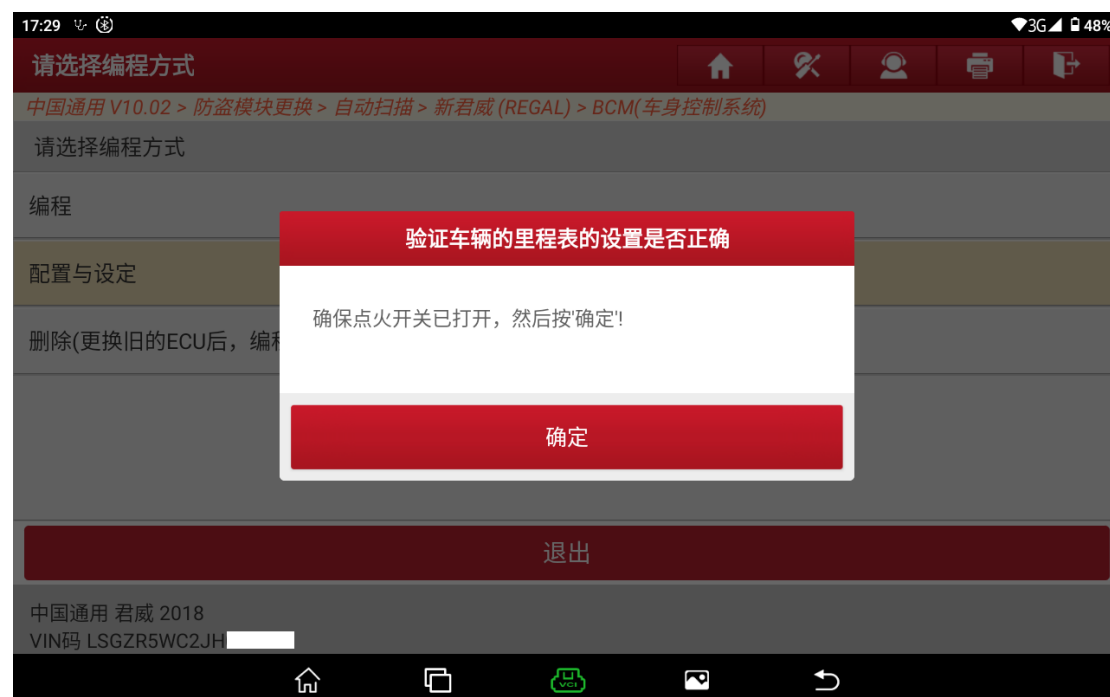 17:29
3G 48%
请选择编程方式
中国通用 V10.02 > 防盗模块更换 > 自动扫描 > 新君威 (REGAL) > BCM(车身控制系统)
请选择编程方式
编程
验证车辆的里程表的设置是否正确
配置与设定
确保点火开关已打开，然后按'确定'!
删除(更换旧的ECU后，编
确定
退出
中国通用 君威 2018
VIN码 LSGZR5WC2JH
VCI